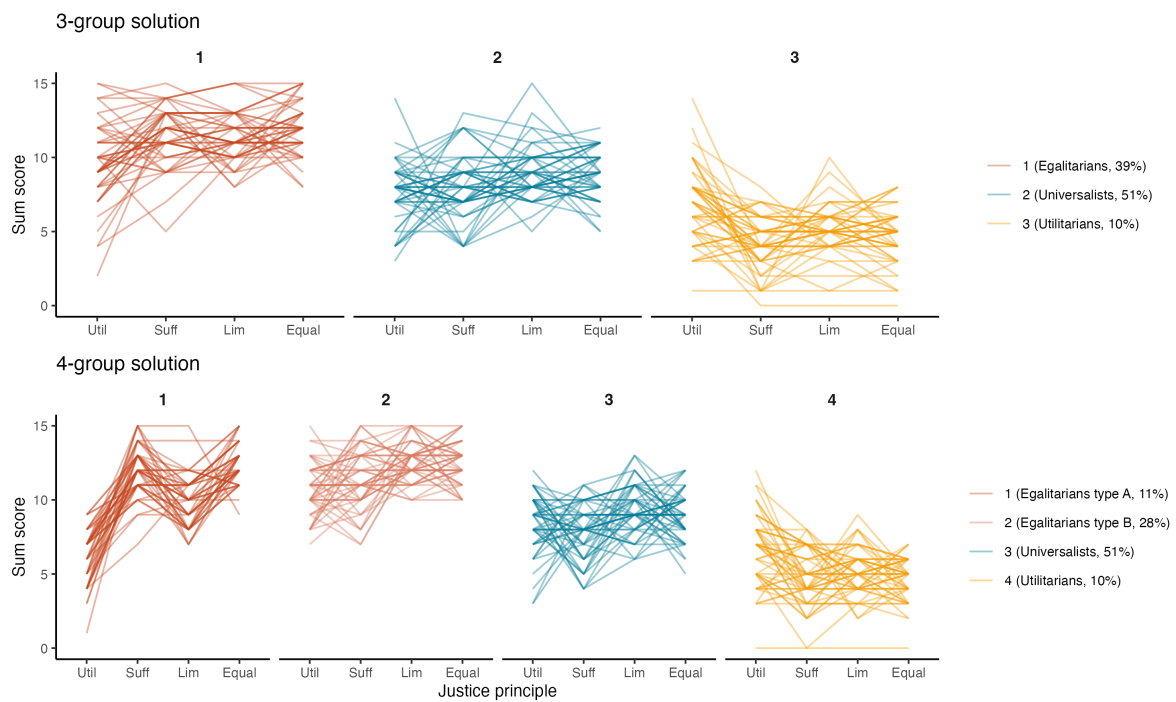 3-group solution
1 2 3
15
10
5
0
Sum score
Util Suff Lim Equal Util Suff Lim Equal Util Suff Lim Equal
1 (Egalitarians, 39%)
2 (Universalists, 51%)
3 (Utilitarians, 10%)
4-group solution
1 2 3 4
15
10
5
0
Sum score
Util Suff Lim Equal Util Suff Lim Equal Util Suff Lim Equal Util Suff Lim Equal
Justice principle
1 (Egalitarians type A, 11%)
2 (Egalitarians type B, 28%)
3 (Universalists, 51%)
4 (Utilitarians, 10%)